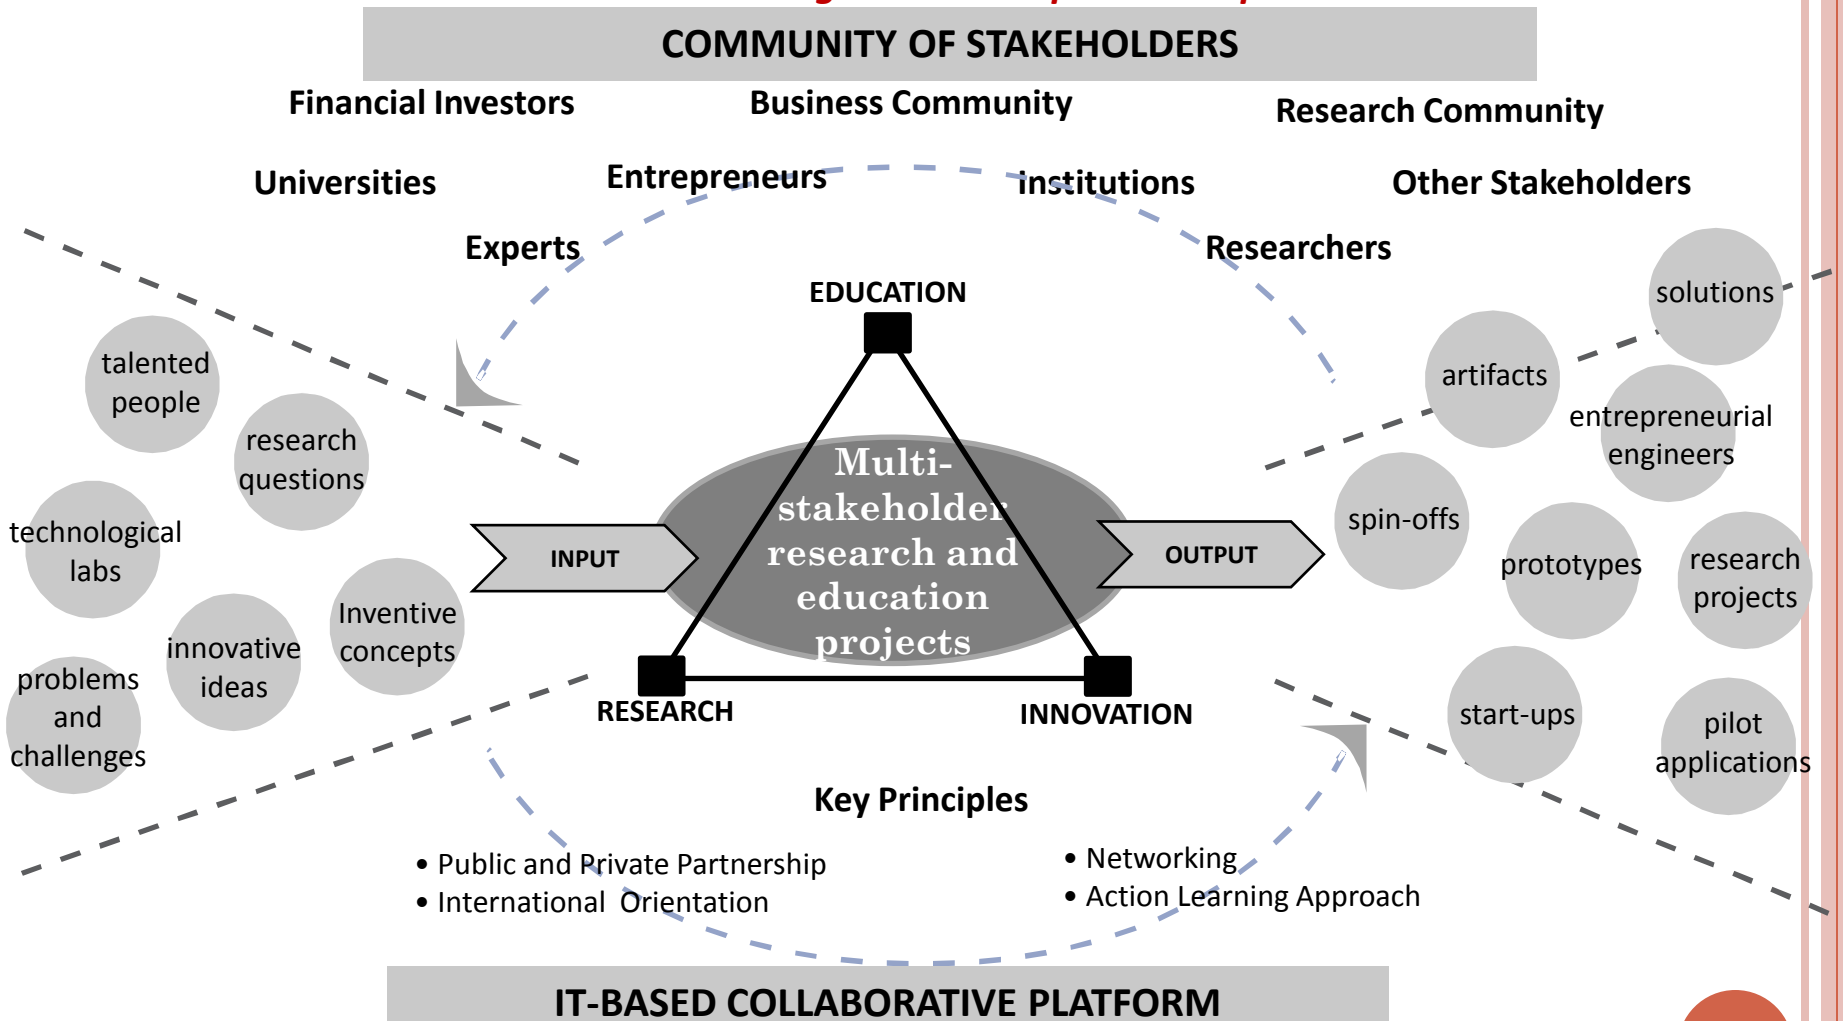 COMMUNITY OF STAKEHOLDERS
Financial Investors
Business Community
Research Community
Universities
Entrepreneurs
Institutions
Other Stakeholders
Experts
Researchers
EDUCATION
talented
people
research
questions
technological
labs
Inventive
concepts
innovative
ideas
problems
and
challenges
INPUT
Multi-
stakeholder
research and
education
projects
OUTPUT
RESEARCH
INNOVATION
solutions
artifacts
entrepreneurial
engineers
spin-offs
prototypes
research
projects
start-ups
pilot
applications
Key Principles
• Public and Private Partnership
• International  Orientation
• Networking
• Action Learning Approach
IT-BASED COLLABORATIVE PLATFORM